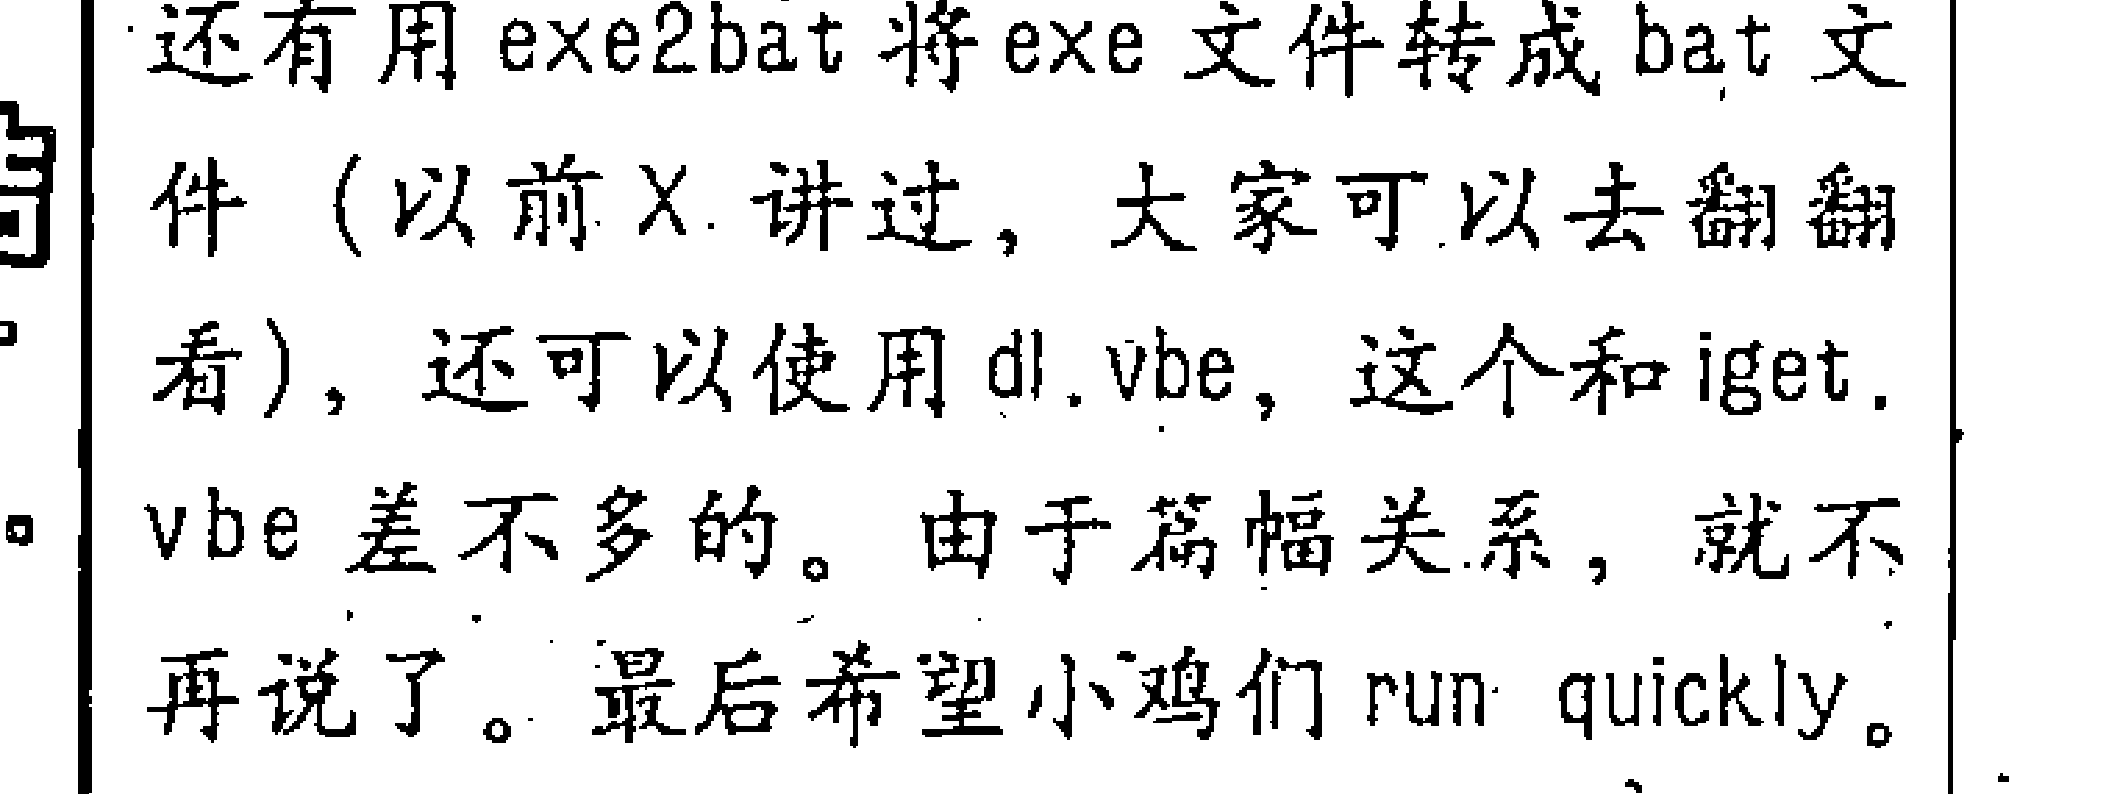 还有用 exe2bat 将 exe 文件转成 bat 文
件（以前 X 讲过，大家可以去翻翻
看），还可以使用 dl.vbe，这个和 iget.
vbe 差不多的。由于篇幅关系，就不
再说了。最后希望小鸡们 run quickly。